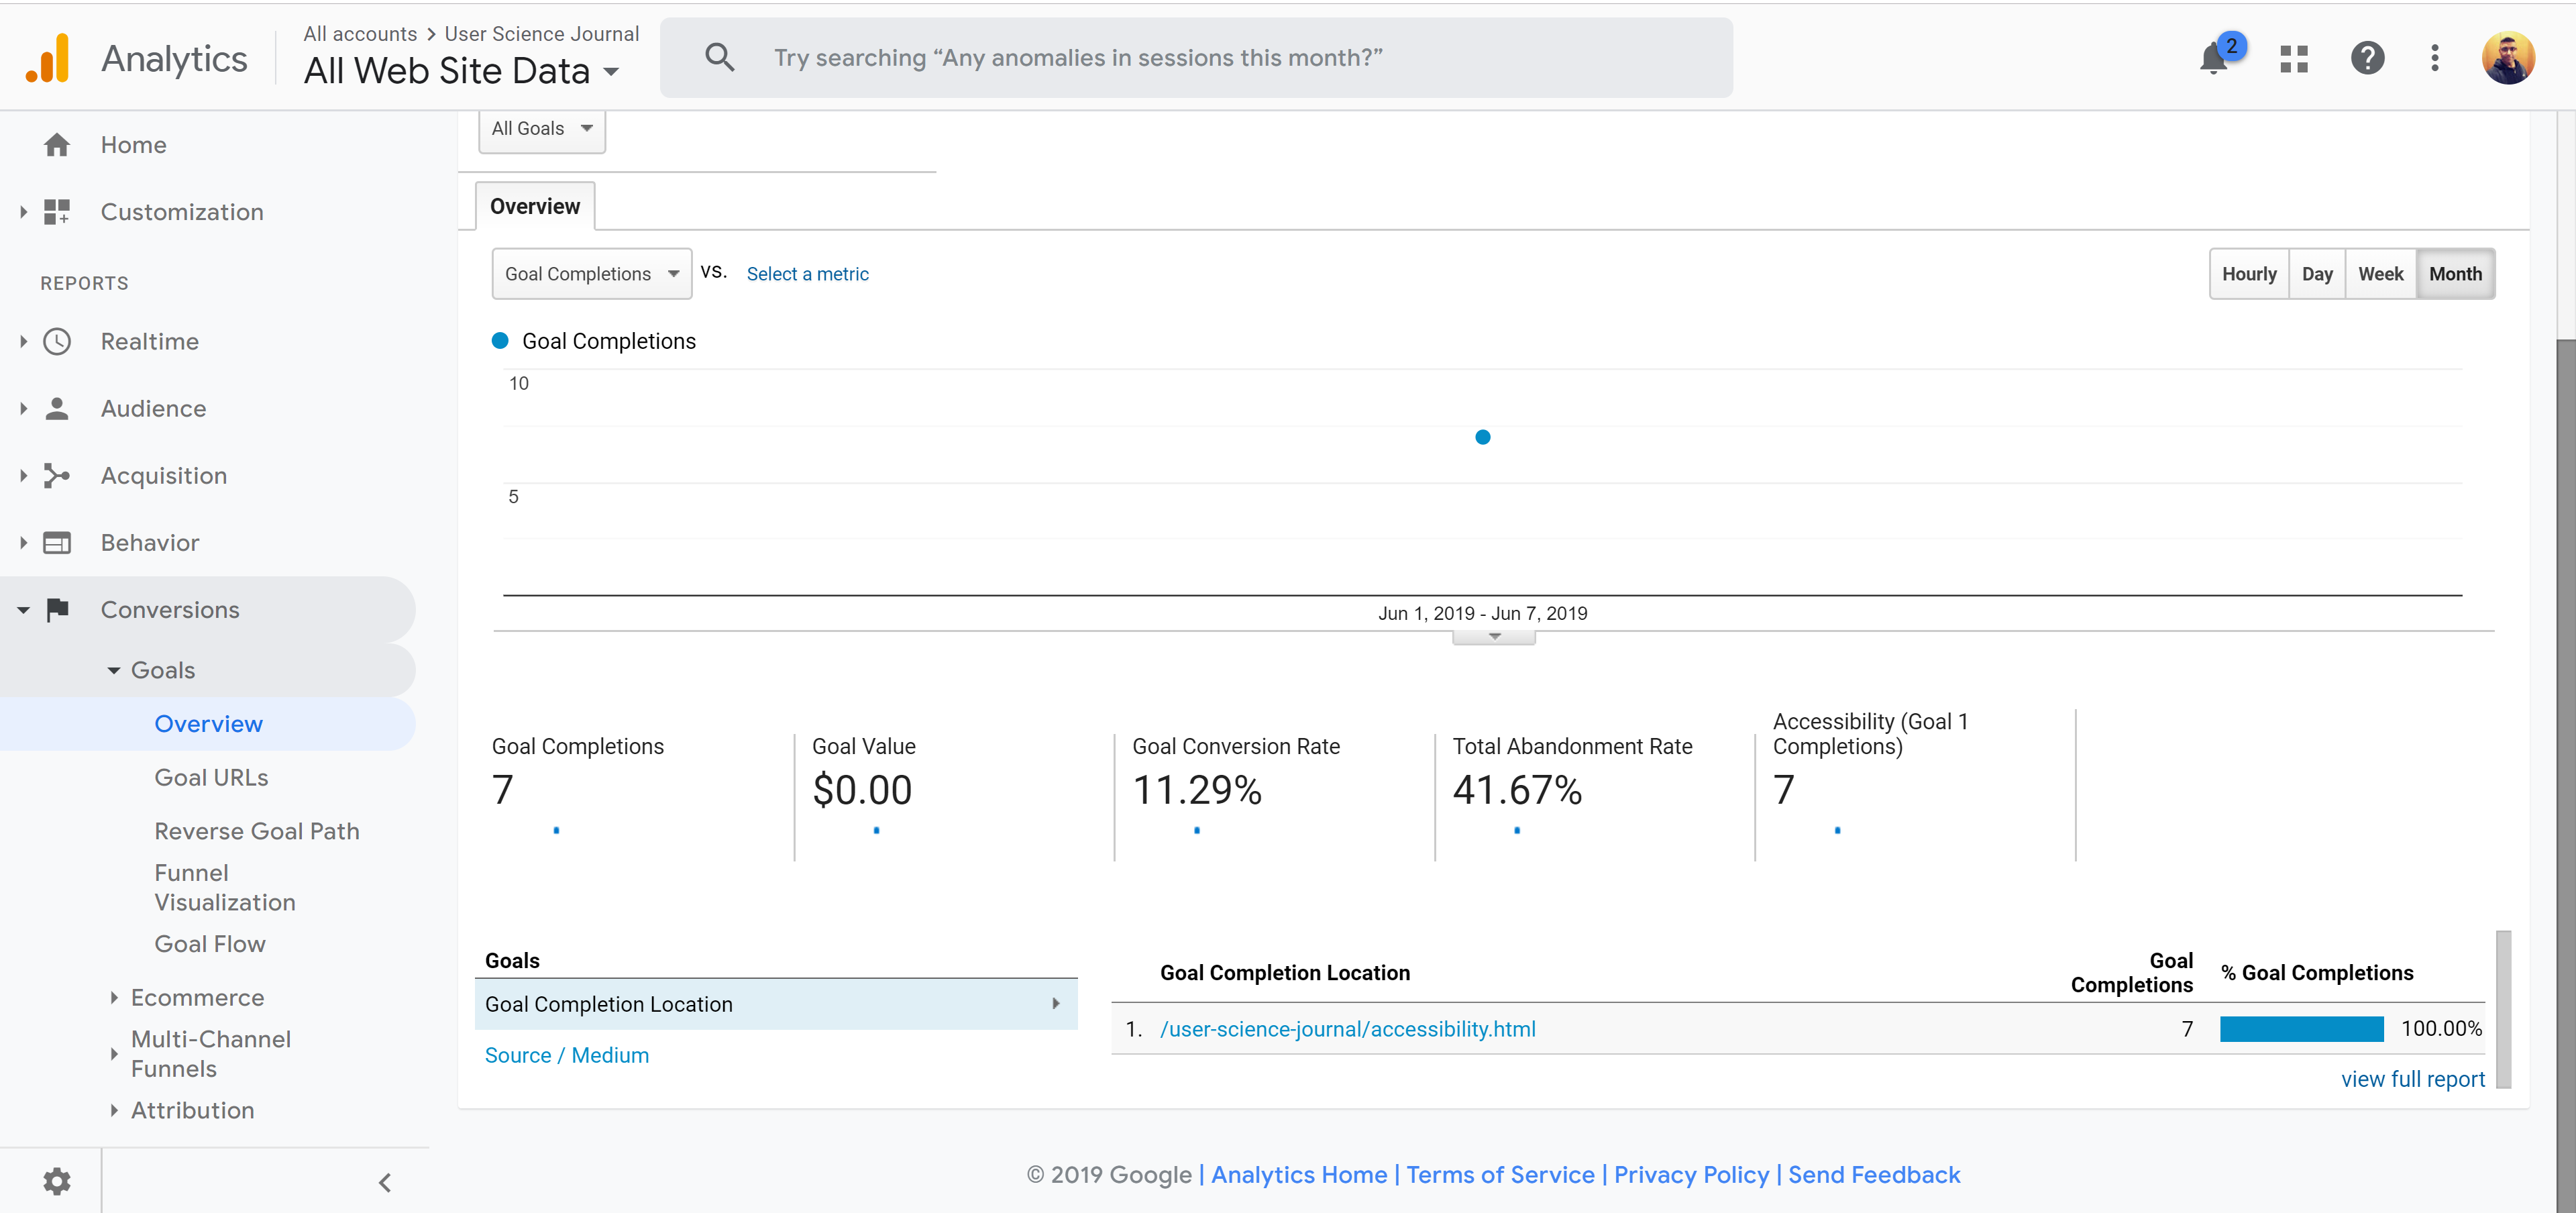 Analytics
All accounts > User Science Journal
All Web Site Data
Try searching “Any anomalies in sessions this month?”
2
Home
Customization
REPORTS
Realtime
Audience
Acquisition
Behavior
Conversions
Goals
Overview
Goal URLs
Reverse Goal Path
Funnel
Visualization
Goal Flow
Ecommerce
Multi-Channel
Funnels
Attribution
All Goals
Overview
Goal Completions VS. Select a metric
Hourly Day Week Month
Goal Completions
10
5
Jun 1, 2019 - Jun 7, 2019
Goal Completions
7
Goal Value
$0.00
Goal Conversion Rate
11.29%
Total Abandonment Rate
41.67%
Accessibility (Goal 1
Completions)
7
Goals
Goal Completion Location
Source / Medium
Goal Completion Location
Goal
Completions
% Goal Completions
1. /user-science-journal/accessibility.html 7 100.00%
view full report
© 2019 Google | Analytics Home | Terms of Service | Privacy Policy | Send Feedback